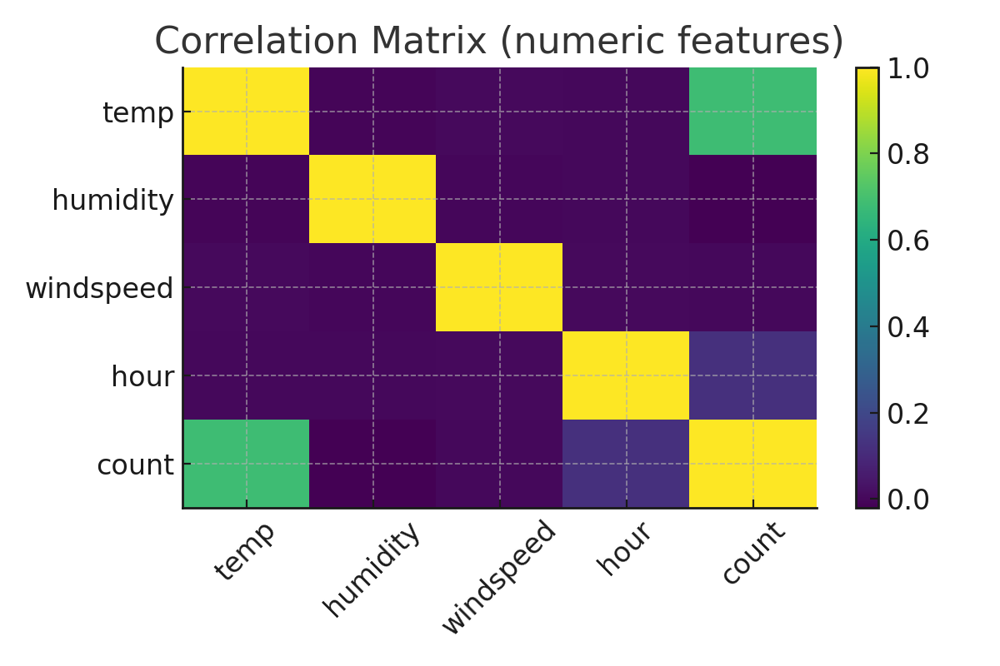 Correlation Matrix (numeric features)
temp
humidity
windspeed
hour
count
temp
humidity
windspeed
hour
count
1.0
0.8
0.6
0.4
0.2
0.0